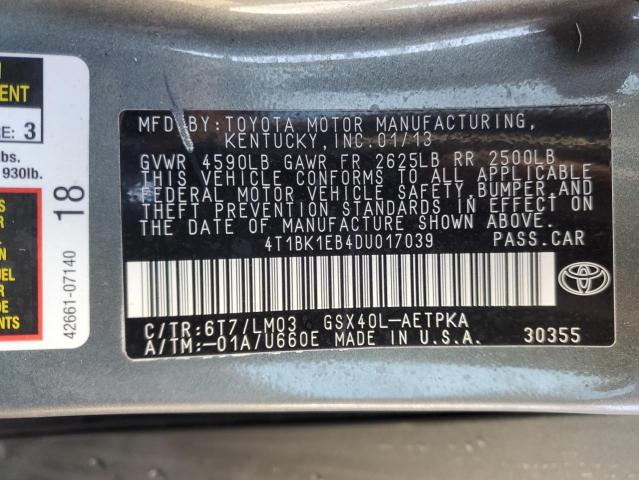 MFD. BY: TOYOTA MOTOR MANUFACTURING,
KENTUCKY, INC. 01/13
GVWR 4590LB GAWR FR 2625LB RR 2500LB
THIS VEHICLE CONFORMS TO ALL APPLICABLE
FEDERAL MOTOR VEHICLE SAFETY, BUMPER AND
THEFT PREVENTION STANDARDS IN EFFECT ON
THE DATE OF MANUFACTURE SHOWN ABOVE.
4T1BK1EB4DU017039 PASS.CAR
C/TR:6T7/LM03 GSX40L-AETPKA
A/TM:-01A/U660E MADE IN U.S.A. 30355
E: 3
lbs.
930lb.
18
42661-07140